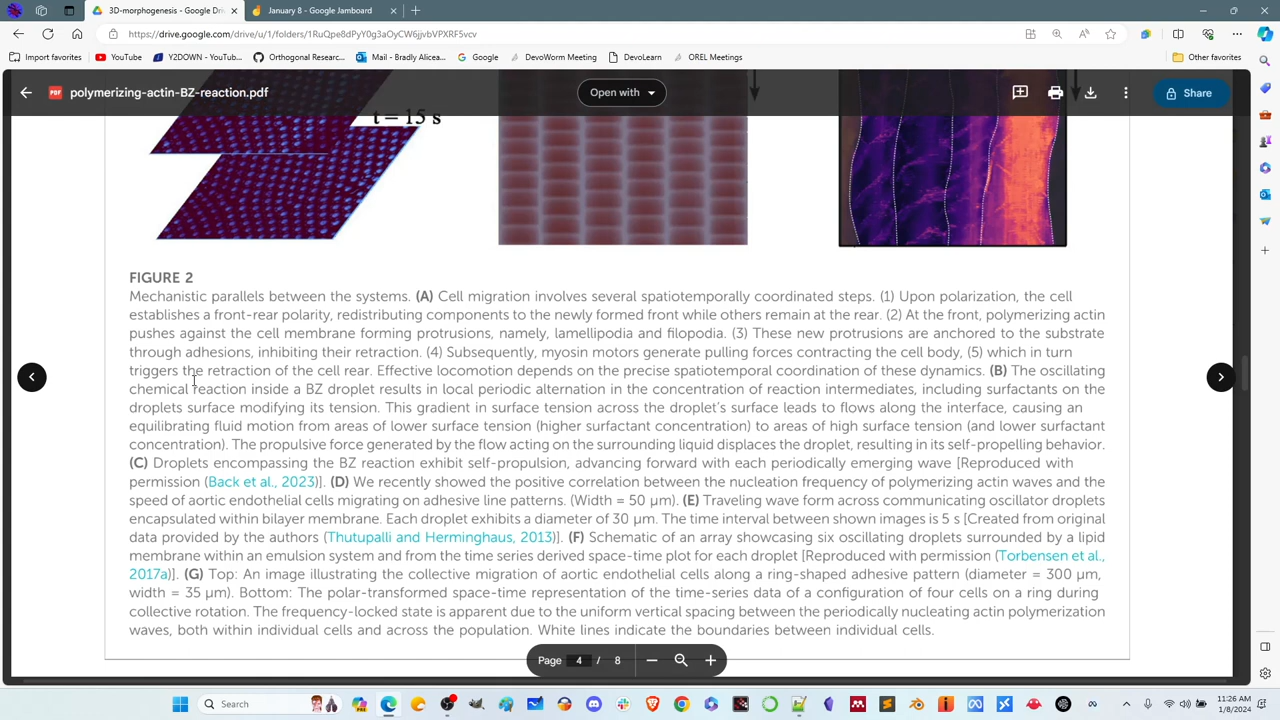 3D-morphogenesis - Google Drive
January 8 - Google Jamboard
https://drive.google.com/drive/u/1/folders/1RuQpe8dPyY0g3aOyCW6jjvbVPXRF5vcv
Import favorites
YouTube
Y2DOWN - YouTub...
Orthogonal Researc...
Mail - Bradly Alicea...
Google
DevoWorm Meeting
DevoLearn
OREL Meetings
Other favorites
PDF
polymerizing-actin-BZ-reaction.pdf
Open with
Share
t = 15 s
FIGURE 2
Mechanistic parallels between the systems. (A) Cell migration involves several spatiotemporally coordinated steps. (1) Upon polarization, the cell
establishes a front-rear polarity, redistributing components to the newly formed front while others remain at the rear. (2) At the front, polymerizing actin
pushes against the cell membrane forming protrusions, namely, lamellipodia and filopodia. (3) These new protrusions are anchored to the substrate
through adhesions, inhibiting their retraction. (4) Subsequently, myosin motors generate pulling forces contracting the cell body, (5) which in turn
triggers the retraction of the cell rear. Effective locomotion depends on the precise spatiotemporal coordination of these dynamics. (B) The oscillating
chemical reaction inside a BZ droplet results in local periodic alternation in the concentration of reaction intermediates, including surfactants on the
droplets surface modifying its tension. This gradient in surface tension across the droplet's surface leads to flows along the interface, causing an
equilibrating fluid motion from areas of lower surface tension (higher surfactant concentration) to areas of high surface tension (and lower surfactant
concentration). The propulsive force generated by the flow acting on the surrounding liquid displaces the droplet, resulting in its self-propelling behavior.
(C) Droplets encompassing the BZ reaction exhibit self-propulsion, advancing forward with each periodically emerging wave [Reproduced with
permission (Back et al., 2023)]. (D) We recently showed the positive correlation between the nucleation frequency of polymerizing actin waves and the
speed of aortic endothelial cells migrating on adhesive line patterns. (Width = 50 μm). (E) Traveling wave form across communicating oscillator droplets
encapsulated within bilayer membrane. Each droplet exhibits a diameter of 30 μm. The time interval between shown images is 5 s [Created from original
data provided by the authors (Thutupalli and Herminghaus, 2013)]. (F) Schematic of an array showcasing six oscillating droplets surrounded by a lipid
membrane within an emulsion system and from the time series derived space-time plot for each droplet [Reproduced with permission (Torbensen et al.,
2017a)]. (G) Top: An image illustrating the collective migration of aortic endothelial cells along a ring-shaped adhesive pattern (diameter = 300 μm,
width = 35 μm). Bottom: The polar-transformed space-time representation of the time-series data of a configuration of four cells on a ring during
collective rotation. The frequency-locked state is apparent due to the uniform vertical spacing between the periodically nucleating actin polymerization
waves, both within individual cells and across the population. White lines indicate the boundaries between individual cells.
Page 4 / 8
Search
11:26 AM
1/8/2024